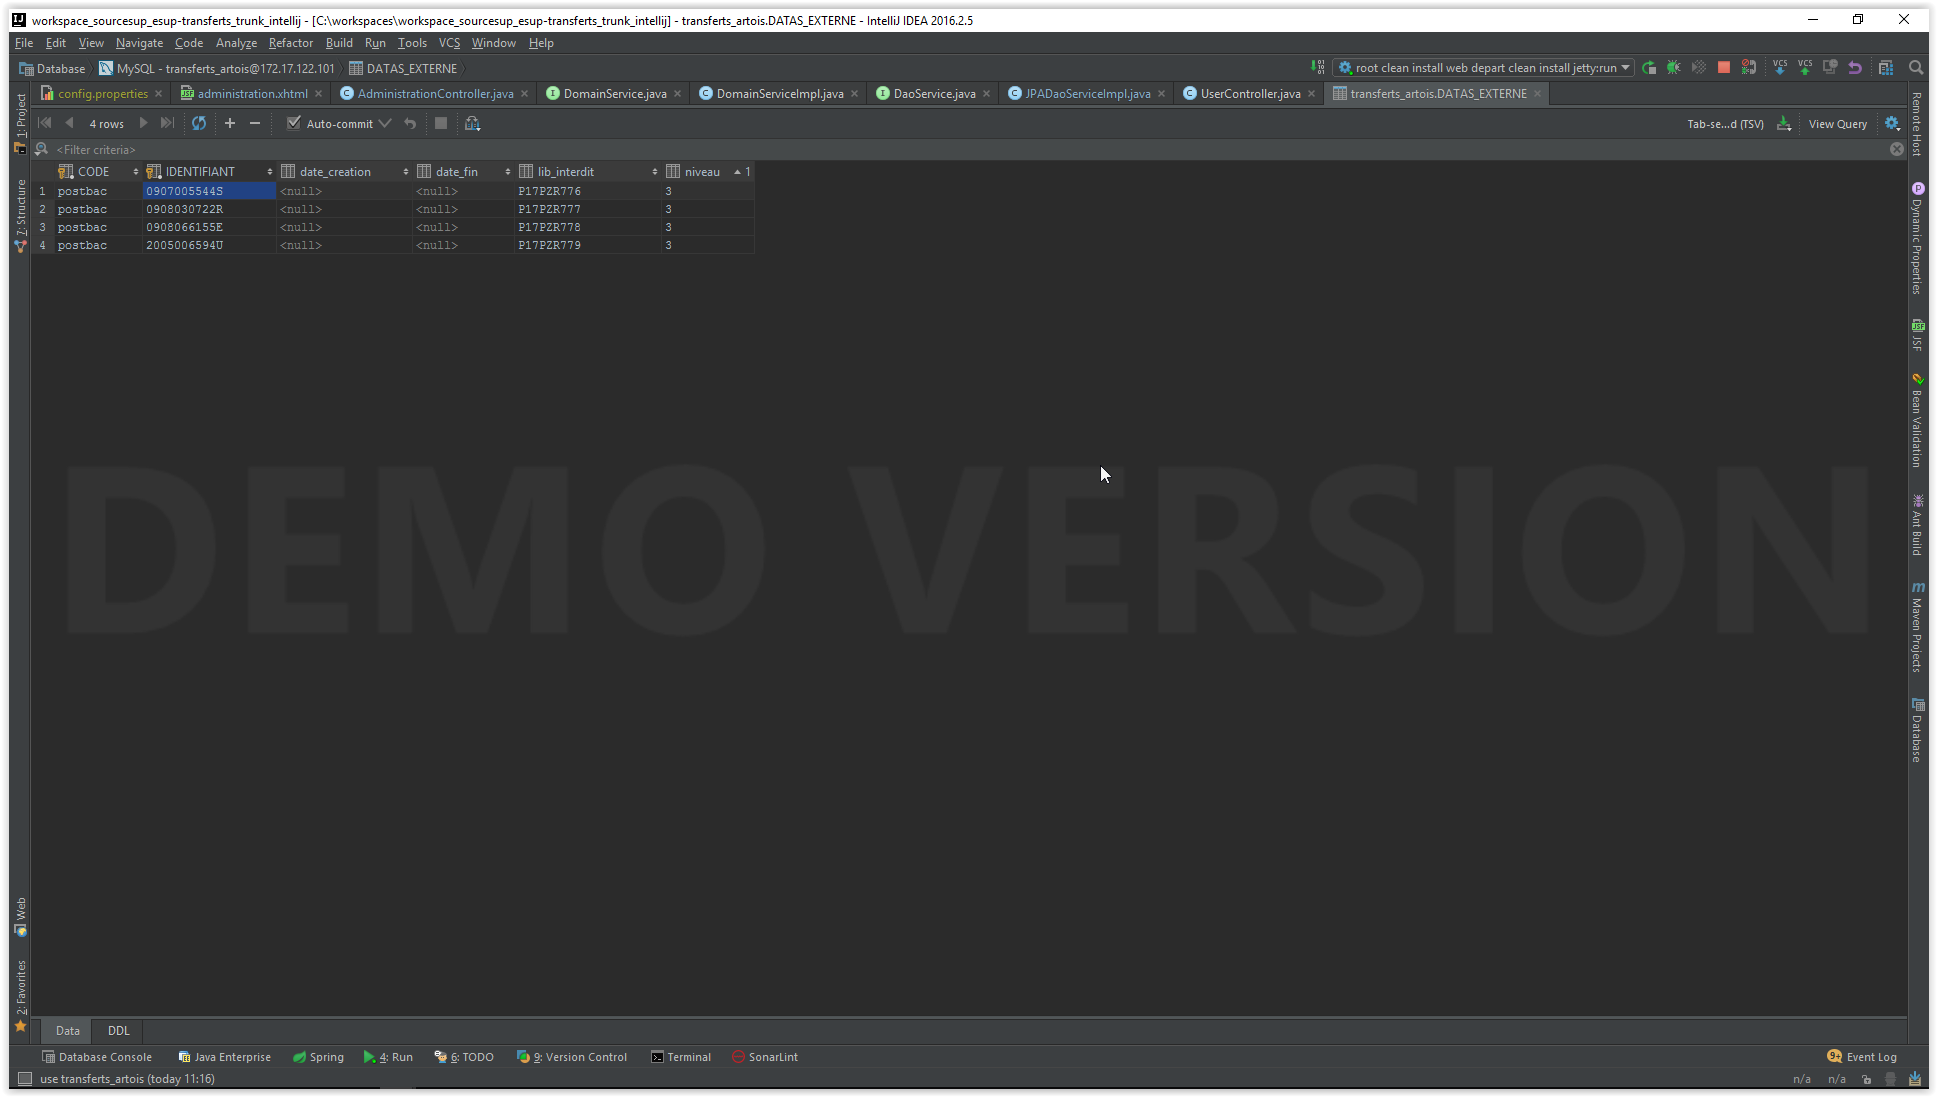 workspace_sourcesup_esup-transferts_trunk_intellij - [C:\workspaces\workspace_sourcesup_esup-transferts_trunk_intellij] - transferts_artois.DATAS_EXTERNE - IntelliJ IDEA 2016.2.5
File Edit View Navigate Code Analyze Refactor Build Run Tools VCS Window Help
Database MySQL - transferts_artois@172.17.122.101 DATAS_EXTERNE root clean install web depart clean install jetty:run VCS VCS
config.properties administration.xhtml AdministrationController.java DomainService.java DomainServiceImpl.java DaoService.java JPADaoServiceImpl.java UserController.java transferts_artois.DATAS_EXTERNE
4 rows Auto-commit Tab-se...d (TSV) View Query
<Filter criteria>
CODE IDENTIFIANT date_creation date_fin lib_interdit niveau 1
1 postbac 0907005544S <null> <null> P17PZR776 3
2 postbac 0908030722R <null> <null> P17PZR777 3
3 postbac 0908066155E <null> <null> P17PZR778 3
4 postbac 2005006594U <null> <null> P17PZR779 3
DEMO VERSION
1: Project
7: Structure
Web
2: Favorites
Remote Host
Dynamic Properties
JSF
Bean Validation
Ant Build
Maven Projects
Database
Data DDL
Database Console Java Enterprise Spring 4: Run 6: TODO 9: Version Control Terminal SonarLint 9+ Event Log
use transferts_artois (today 11:16) n/a n/a